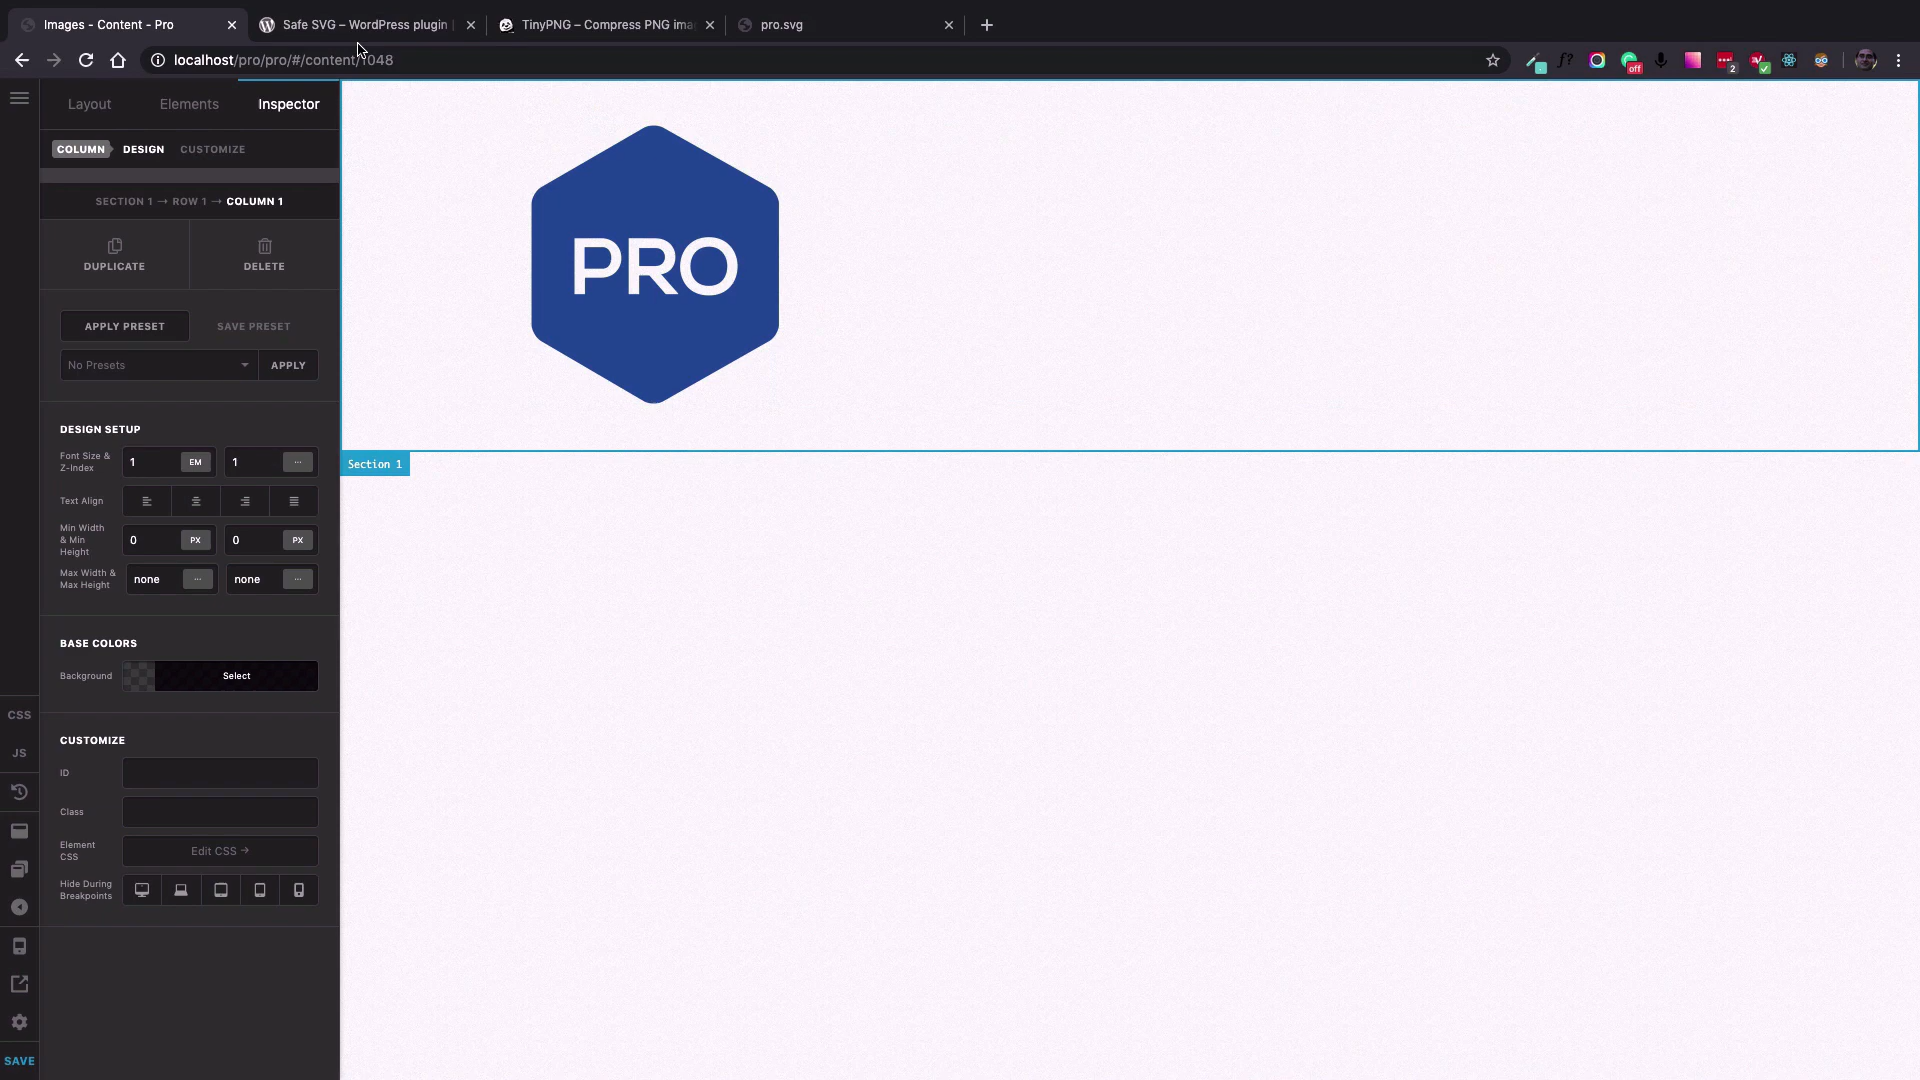 Images - Content - Pro
Safe SVG – WordPress plugin |
TinyPNG – Compress PNG ima
pro.svg
localhost/pro/pro/#/content/1048
f?
off
2
Layout
Elements
Inspector
COLUMN
DESIGN
CUSTOMIZE
SECTION 1 → ROW 1 → COLUMN 1
DUPLICATE
DELETE
APPLY PRESET
SAVE PRESET
No Presets
APPLY
DESIGN SETUP
Font Size &
Z-Index
1
EM
1
...
Text Align
Min Width
& Min
Height
0
PX
0
PX
Max Width &
Max Height
none
...
none
...
BASE COLORS
Background
Select
CUSTOMIZE
ID
Class
Element
CSS
Edit CSS →
Hide During
Breakpoints
CSS
JS
SAVE
PRO
Section 1